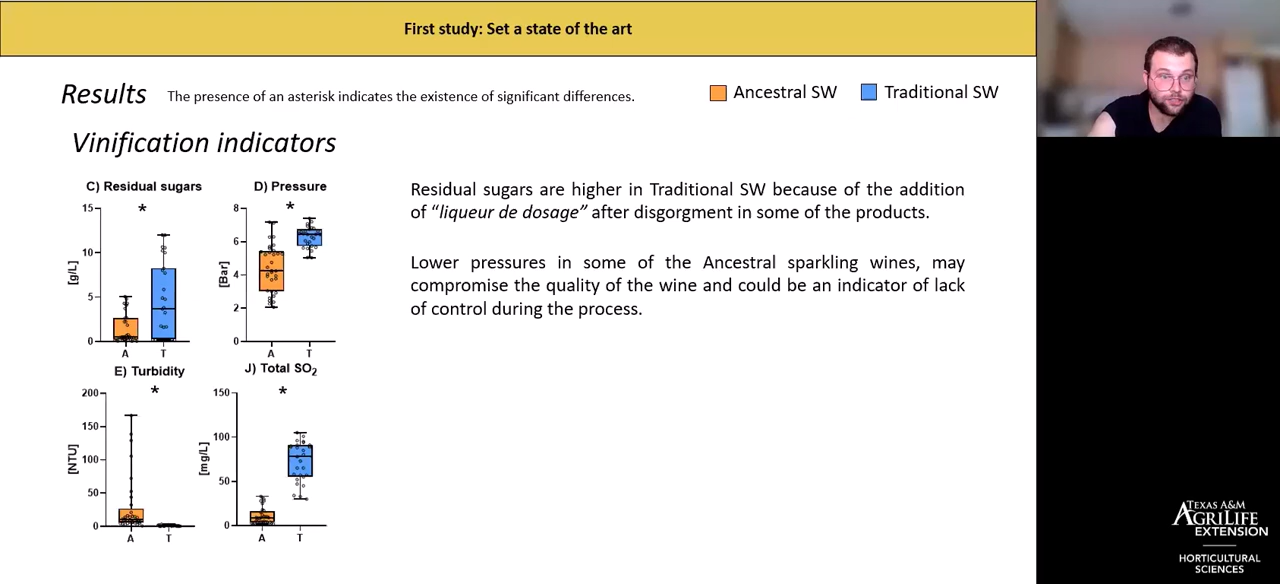 First study: Set a state of the art
Results The presence of an asterisk indicates the existence of significant differences.
Ancestral SW Traditional SW
Vinification indicators
C) Residual sugars
15
10
5
0
[g/L]
*
A T
D) Pressure
8
6
4
2
0
[Bar]
*
A T
Residual sugars are higher in Traditional SW because of the addition
of “liqueur de dosage” after disgorgment in some of the products.
Lower pressures in some of the Ancestral sparkling wines, may
compromise the quality of the wine and could be an indicator of lack
of control during the process.
E) Turbidity
200
150
100
50
0
[NTU]
*
A T
J) Total SO2
150
100
50
0
[mg/L]
*
A T
TEXAS A&M
AGRILIFE
EXTENSION
HORTICULTURAL
SCIENCES